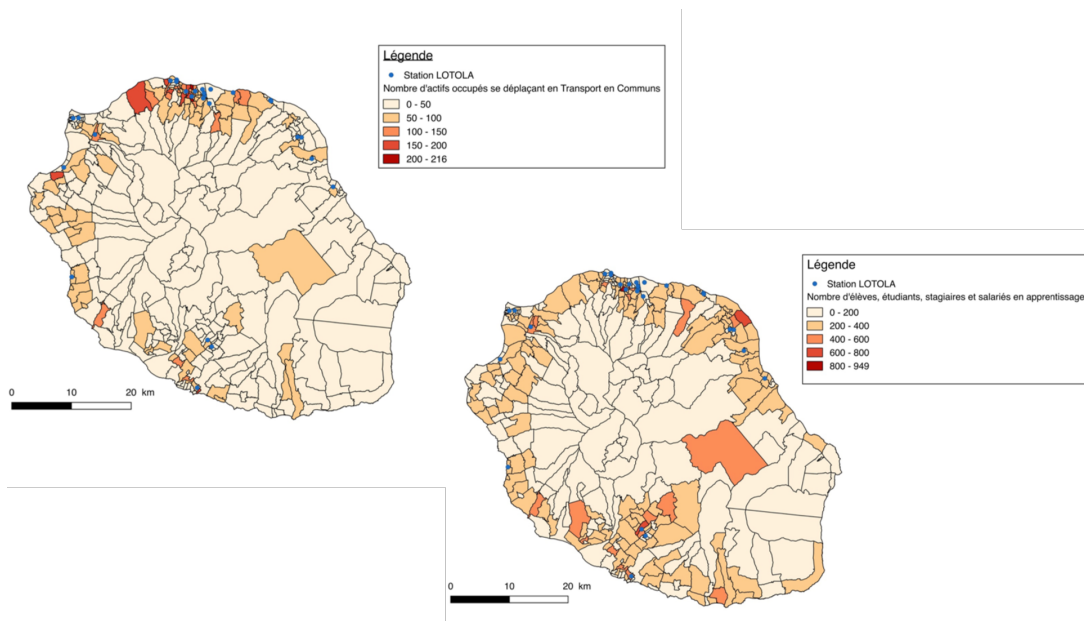 Légende
Station LOTOLA
Nombre d'actifs occupés se déplaçant en Transport en Communs
0 - 50
50 - 100
100 - 150
150 - 200
200 - 216
0 10 20 km
Légende
Station LOTOLA
Nombre d'élèves, étudiants, stagiaires et salariés en apprentissage
0 - 200
200 - 400
400 - 600
600 - 800
800 - 949
0 10 20 km